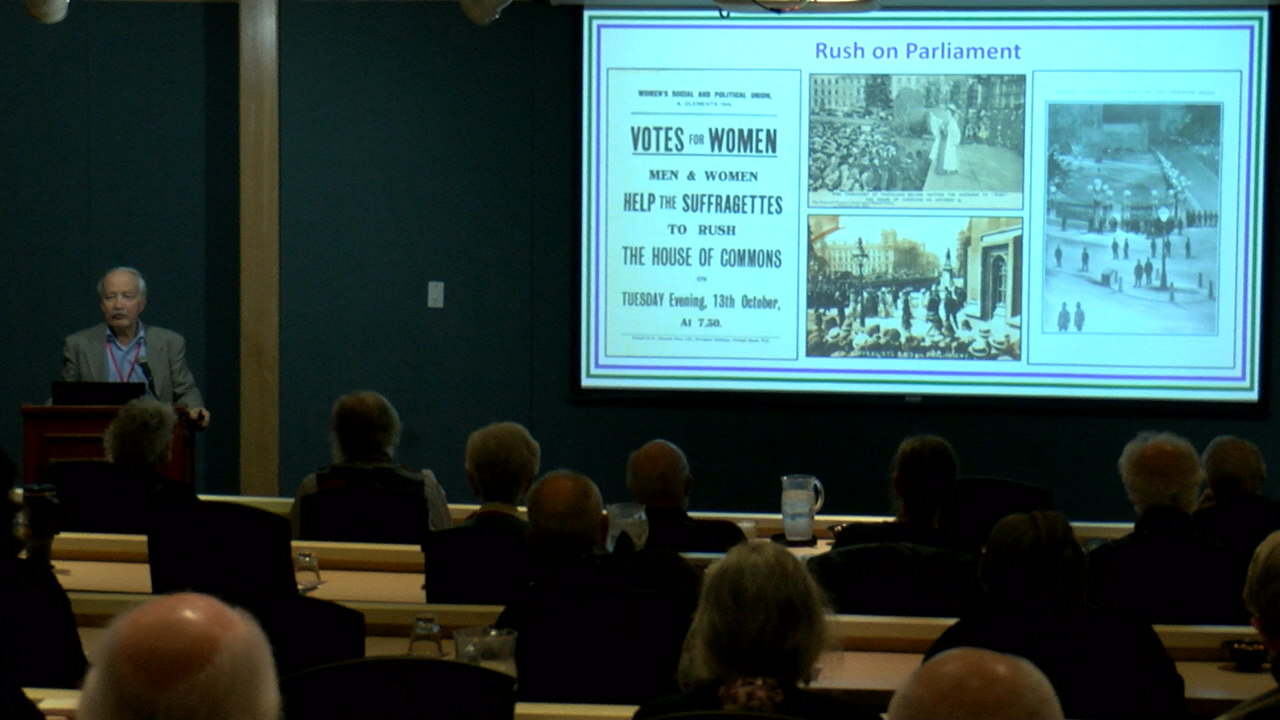 Rush on Parliament
WOMEN'S SOCIAL AND POLITICAL UNION,
VOTES FOR WOMEN
MEN & WOMEN
HELP THE SUFFRAGETTES
TO RUSH
THE HOUSE OF COMMONS
ON
TUESDAY Evening, 13th October,
At 7.30.